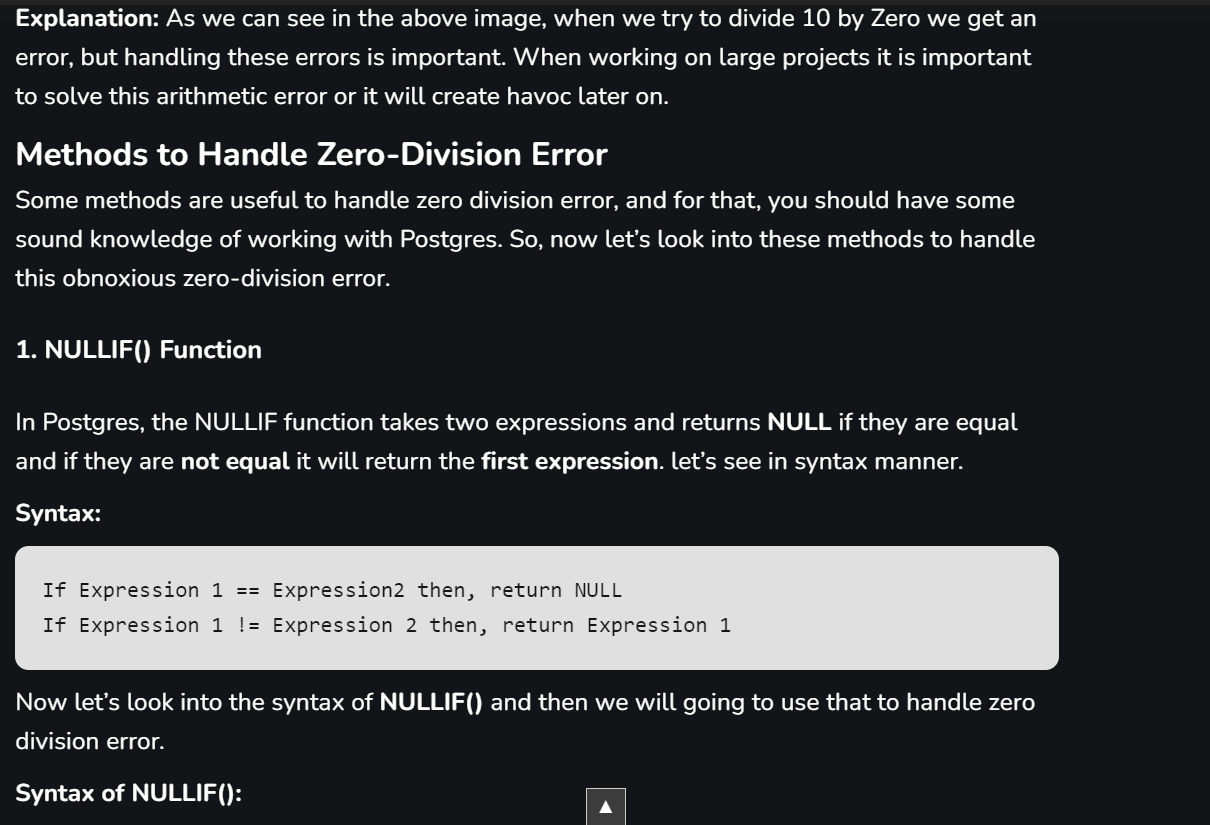 Explanation: As we can see in the above image, when we try to divide 10 by Zero we get an
error, but handling these errors is important. When working on large projects it is important
to solve this arithmetic error or it will create havoc later on.
Methods to Handle Zero-Division Error
Some methods are useful to handle zero division error, and for that, you should have some
sound knowledge of working with Postgres. So, now let’s look into these methods to handle
this obnoxious zero-division error.
1. NULLIF() Function
In Postgres, the NULLIF function takes two expressions and returns NULL if they are equal
and if they are not equal it will return the first expression. let’s see in syntax manner.
Syntax:
If Expression 1 == Expression2 then, return NULL
If Expression 1 != Expression 2 then, return Expression 1
Now let’s look into the syntax of NULLIF() and then we will going to use that to handle zero
division error.
Syntax of NULLIF():